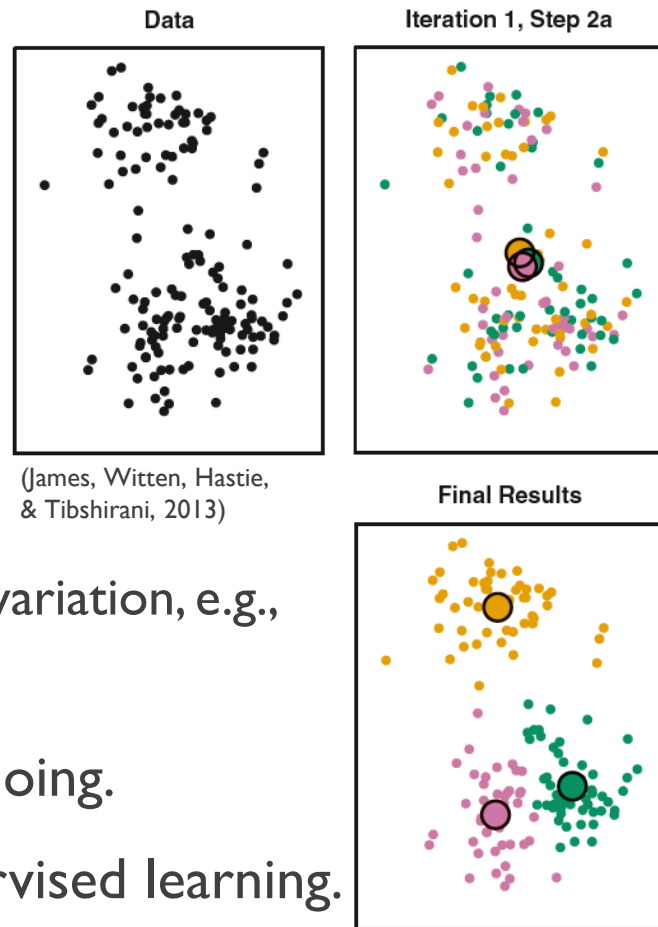 Data
Iteration 1, Step 2a
(James, Witten, Hastie,
& Tibshirani, 2013)
Final Results
variation, e.g.,
oing.
rvised learning.